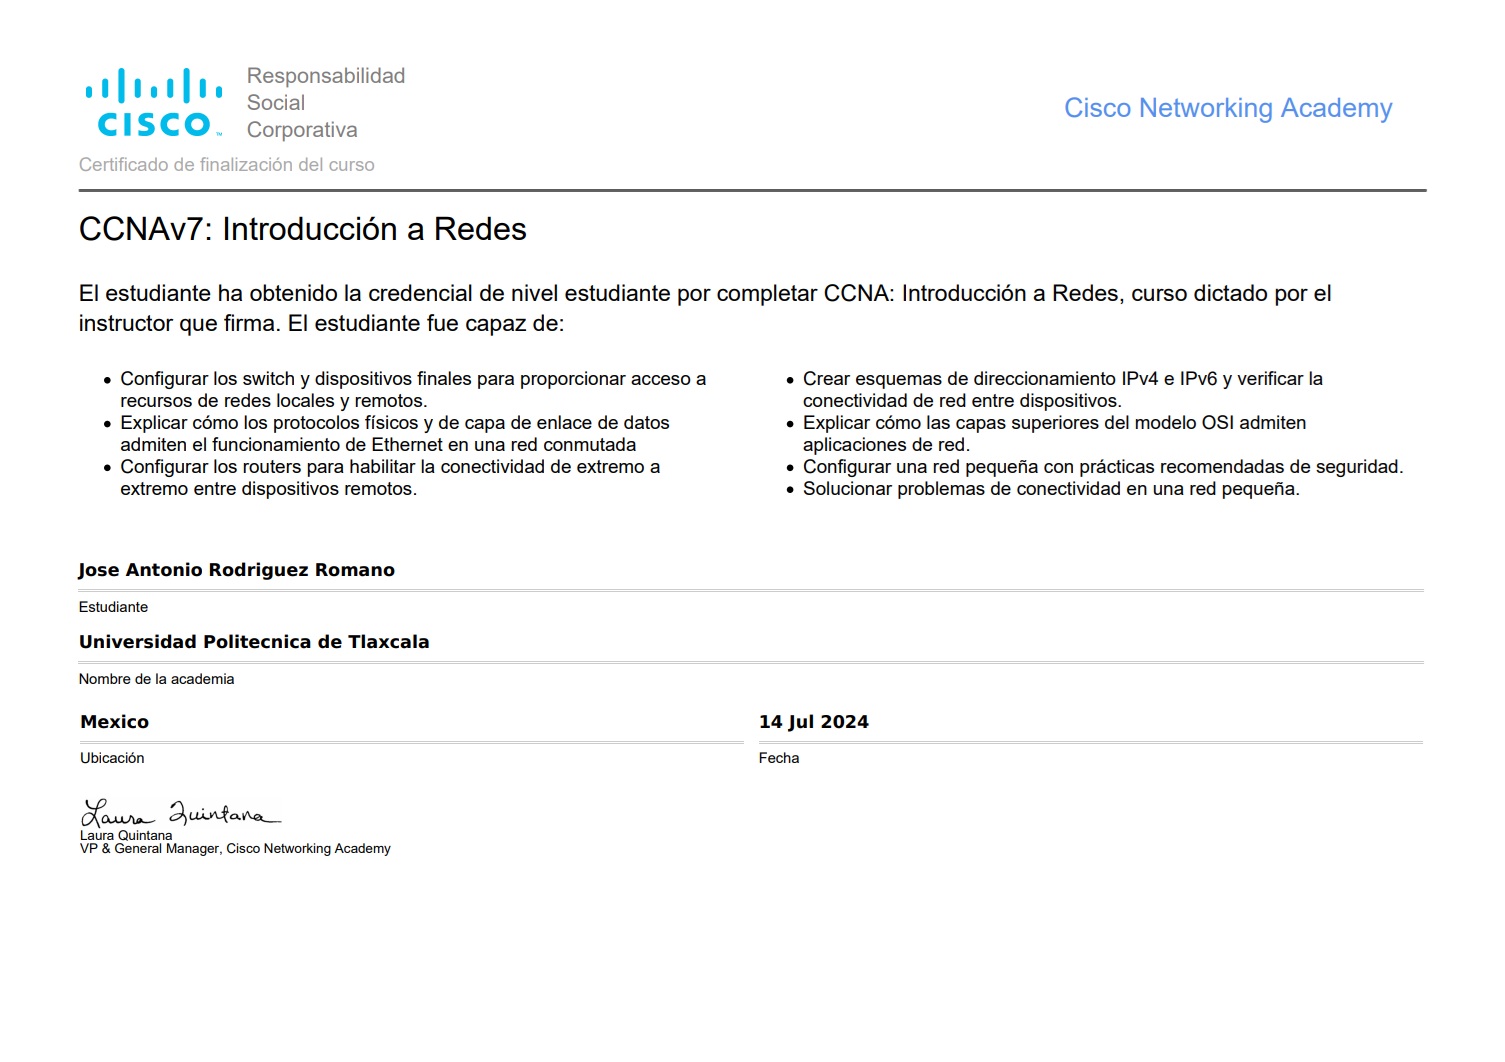 CISCO
Responsabilidad
Social
Corporativa
Cisco Networking Academy
Certificado de finalización del curso
CCNAv7: Introducción a Redes
El estudiante ha obtenido la credencial de nivel estudiante por completar CCNA: Introducción a Redes, curso dictado por el
instructor que firma. El estudiante fue capaz de:
• Configurar los switch y dispositivos finales para proporcionar acceso a
recursos de redes locales y remotos.
• Explicar cómo los protocolos físicos y de capa de enlace de datos
admiten el funcionamiento de Ethernet en una red conmutada
• Configurar los routers para habilitar la conectividad de extremo a
extremo entre dispositivos remotos.
• Crear esquemas de direccionamiento IPv4 e IPv6 y verificar la
conectividad de red entre dispositivos.
• Explicar cómo las capas superiores del modelo OSI admiten
aplicaciones de red.
• Configurar una red pequeña con prácticas recomendadas de seguridad.
• Solucionar problemas de conectividad en una red pequeña.
Jose Antonio Rodriguez Romano
Estudiante
Universidad Politecnica de Tlaxcala
Nombre de la academia
Mexico
Ubicación
14 Jul 2024
Fecha
Laura Quintana
Laura Quintana
VP & General Manager, Cisco Networking Academy